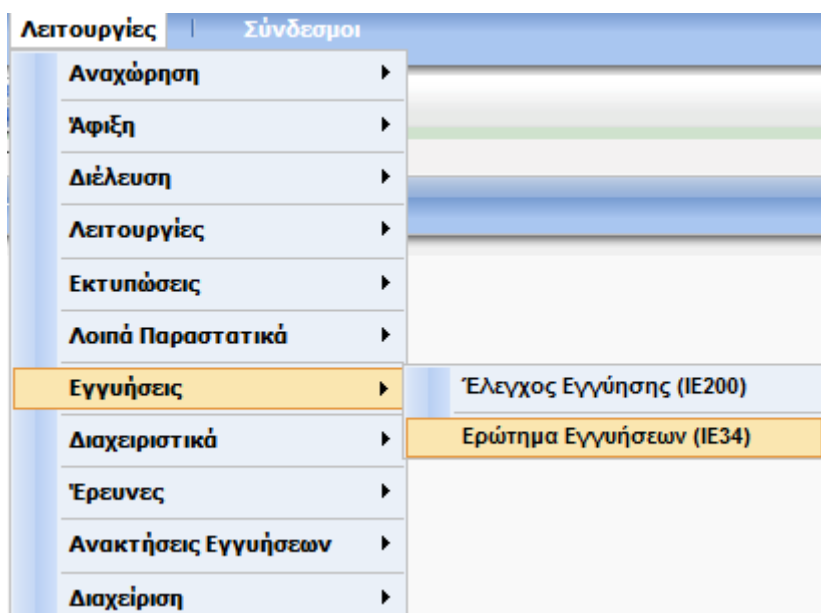 Λειτουργίες | Σύνδεσμοι
Αναχώρηση
Άφιξη
Διέλευση
Λειτουργίες
Εκτυπώσεις
Λοιπά Παραστατικά
Εγγυήσεις
Έλεγχος Εγγύησης (IE200)
Ερώτημα Εγγυήσεων (IE34)
Διαχειριστικά
Έρευνες
Ανακτήσεις Εγγυήσεων
Διαχείριση